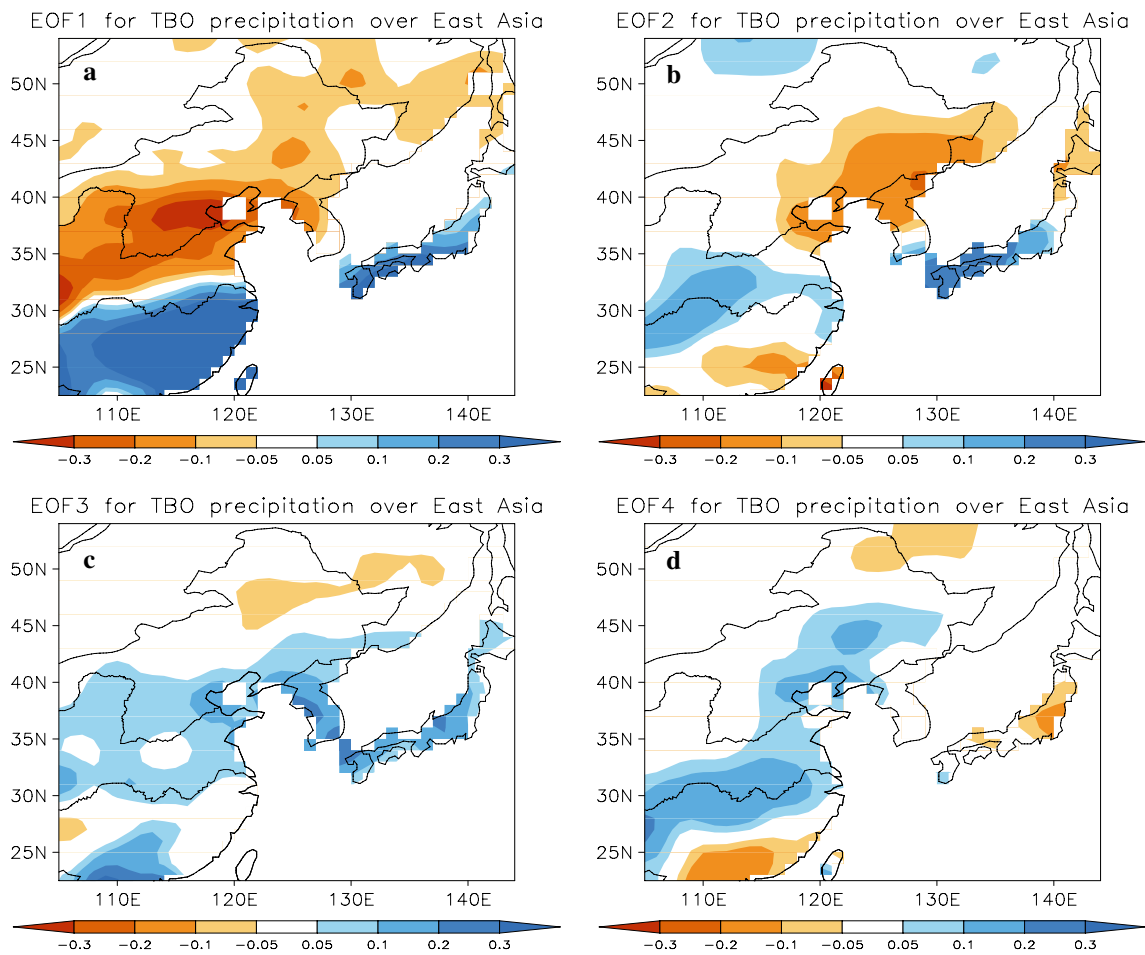 EOF1 for TBO precipitation over East Asia
a
50N
45N
40N
35N
30N
25N
110E 120E 130E 140E
−0.3 −0.2 −0.1 −0.05 0.05 0.1 0.2 0.3
EOF2 for TBO precipitation over East Asia
b
50N
45N
40N
35N
30N
25N
110E 120E 130E 140E
−0.3 −0.2 −0.1 −0.05 0.05 0.1 0.2 0.3
EOF3 for TBO precipitation over East Asia
c
50N
45N
40N
35N
30N
25N
110E 120E 130E 140E
−0.3 −0.2 −0.1 −0.05 0.05 0.1 0.2 0.3
EOF4 for TBO precipitation over East Asia
d
50N
45N
40N
35N
30N
25N
110E 120E 130E 140E
−0.3 −0.2 −0.1 −0.05 0.05 0.1 0.2 0.3